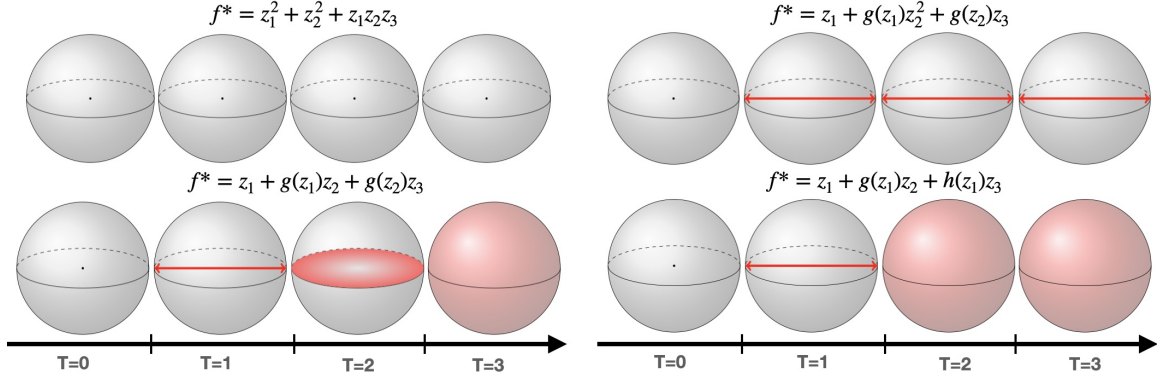 f* = z₁² + z₂² + z₁z₂z₃
f* = z₁ + g(z₁)z₂² + g(z₂)z₃
f* = z₁ + g(z₁)z₂ + g(z₂)z₃
f* = z₁ + g(z₁)z₂ + h(z₁)z₃
T=0 T=1 T=2 T=3
T=0 T=1 T=2 T=3